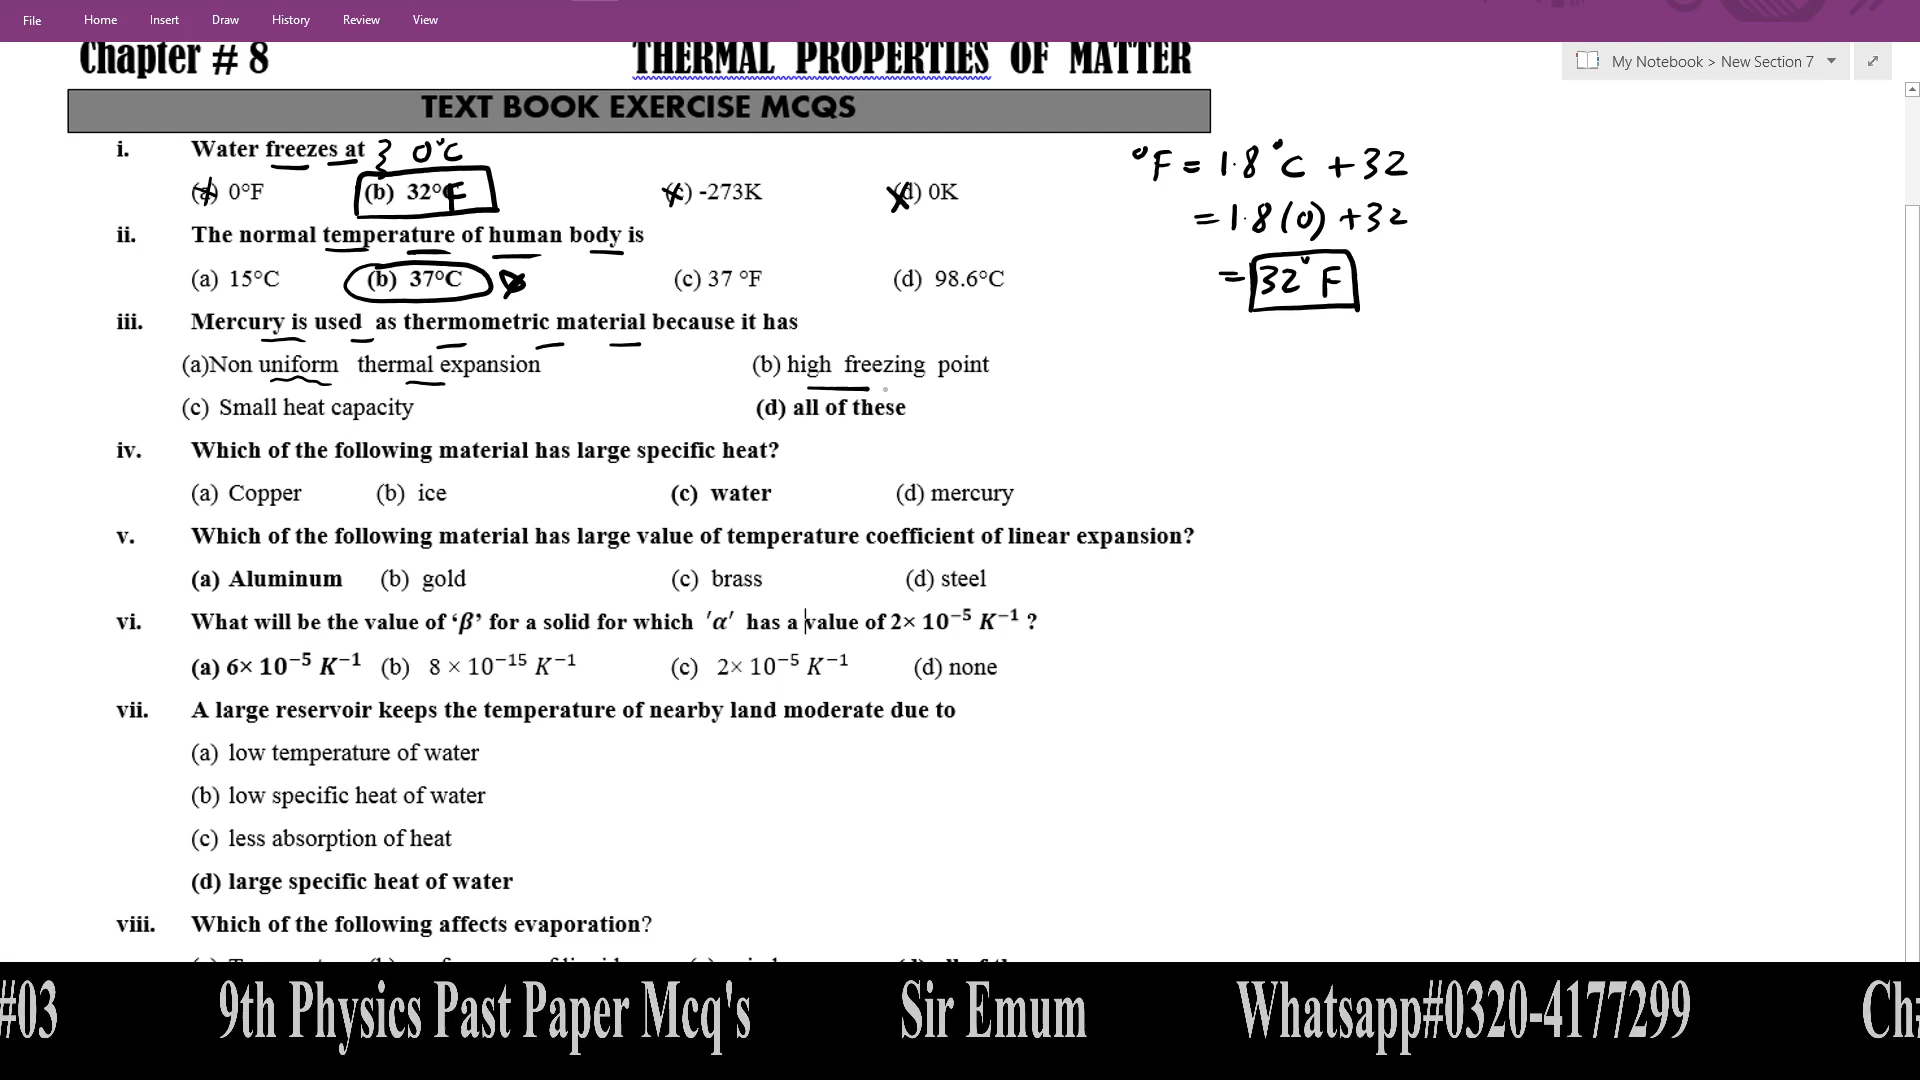 File Home Insert Draw History Review View
Chapter # 8 THERMAL PROPERTIES OF MATTER
My Notebook > New Section 7
TEXT BOOK EXERCISE MCQS
i. Water freezes at } 0°C
(a) 0°F (b) 32°F (c) -273K (d) 0K
ii. The normal temperature of human body is
(a) 15°C (b) 37°C (c) 37 °F (d) 98.6°C
iii. Mercury is used as thermometric material because it has
(a)Non uniform thermal expansion (b) high freezing point
(c) Small heat capacity (d) all of these
iv. Which of the following material has large specific heat?
(a) Copper (b) ice (c) water (d) mercury
v. Which of the following material has large value of temperature coefficient of linear expansion?
(a) Aluminum (b) gold (c) brass (d) steel
vi. What will be the value of ‘β’ for a solid for which ′α′ has a value of 2× 10⁻⁵ K⁻¹ ?
(a) 6× 10⁻⁵ K⁻¹ (b) 8 × 10⁻¹⁵ K⁻¹ (c) 2× 10⁻⁵ K⁻¹ (d) none
vii. A large reservoir keeps the temperature of nearby land moderate due to
(a) low temperature of water
(b) low specific heat of water
(c) less absorption of heat
(d) large specific heat of water
viii. Which of the following affects evaporation?
°F = 1.8 °C + 32
= 1.8(0) + 32
= 32° F
#03 9th Physics Past Paper Mcq's Sir Emum Whatsapp#0320-4177299 Ch#